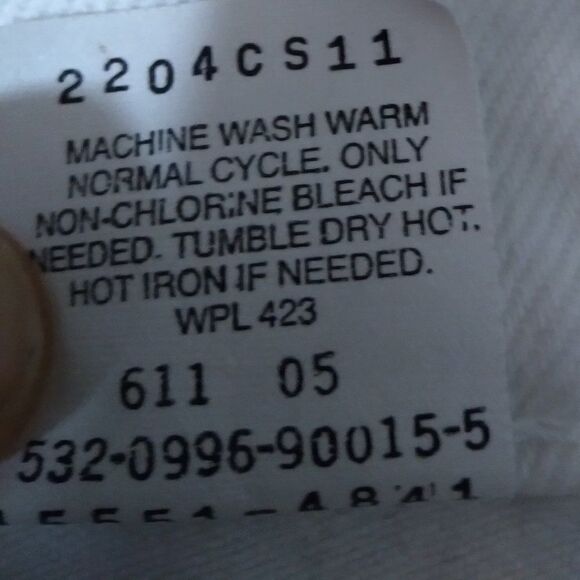 2204CS11
MACHINE WASH WARM
NORMAL CYCLE. ONLY
NON-CHLORINE BLEACH IF
NEEDED. TUMBLE DRY HOT.
HOT IRON IF NEEDED.
WPL 423
611 05
532-0996-90015-5